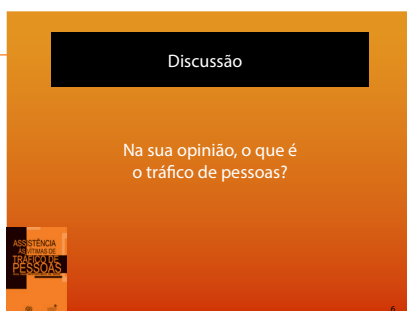 Discussão
Na sua opinião, o que é
o tráfico de pessoas?
ASSISTÊNCIA
ÀS VÍTIMAS DE
TRÁFICO DE
PESSOAS
6